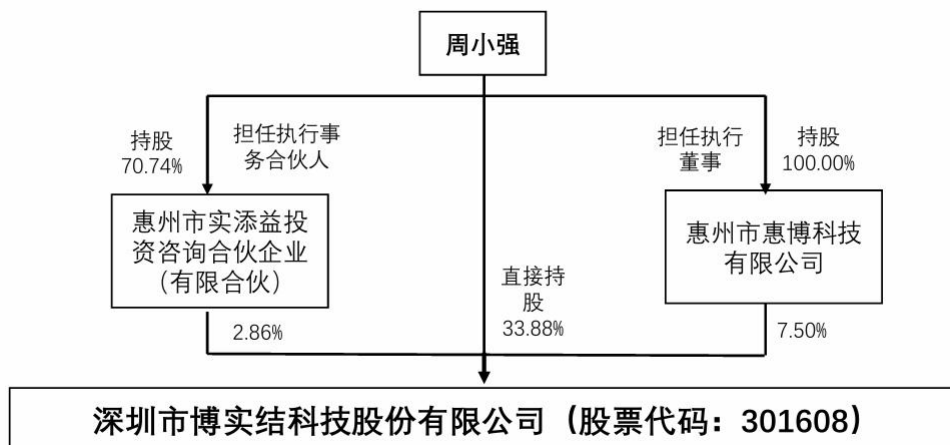 周小强
持股
70.74%
担任执行事
务合伙人
担任执行
董事
持股
100.00%
惠州市实添益投
资咨询合伙企业
（有限合伙）
惠州市惠博科技
有限公司
直接持
股
33.88%
2.86%
7.50%
深圳市博实结科技股份有限公司（股票代码：301608）